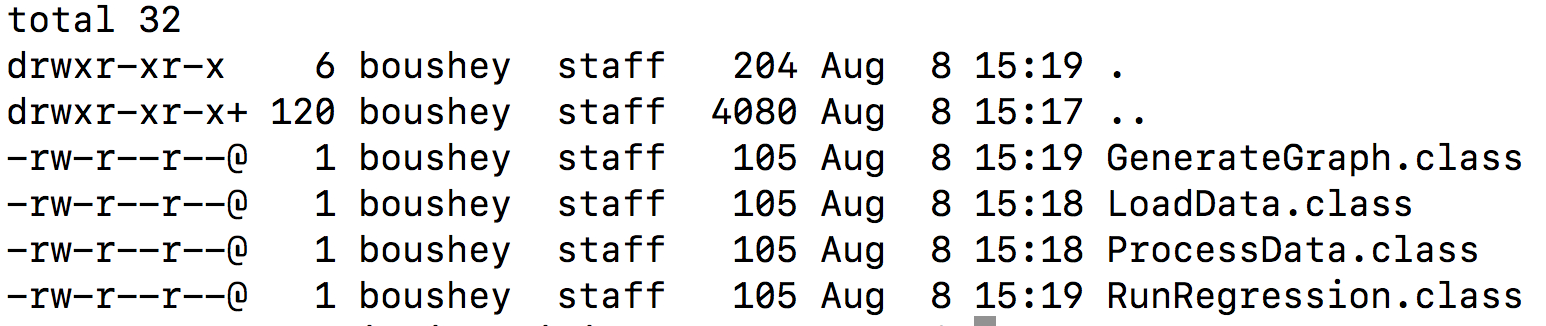 total 32
drwxr-xr-x    6 boushey  staff   204 Aug  8 15:19 .
drwxr-xr-x+ 120 boushey  staff  4080 Aug  8 15:17 ..
-rw-r--r--@   1 boushey  staff   105 Aug  8 15:19 GenerateGraph.class
-rw-r--r--@   1 boushey  staff   105 Aug  8 15:18 LoadData.class
-rw-r--r--@   1 boushey  staff   105 Aug  8 15:18 ProcessData.class
-rw-r--r--@   1 boushey  staff   105 Aug  8 15:19 RunRegression.class